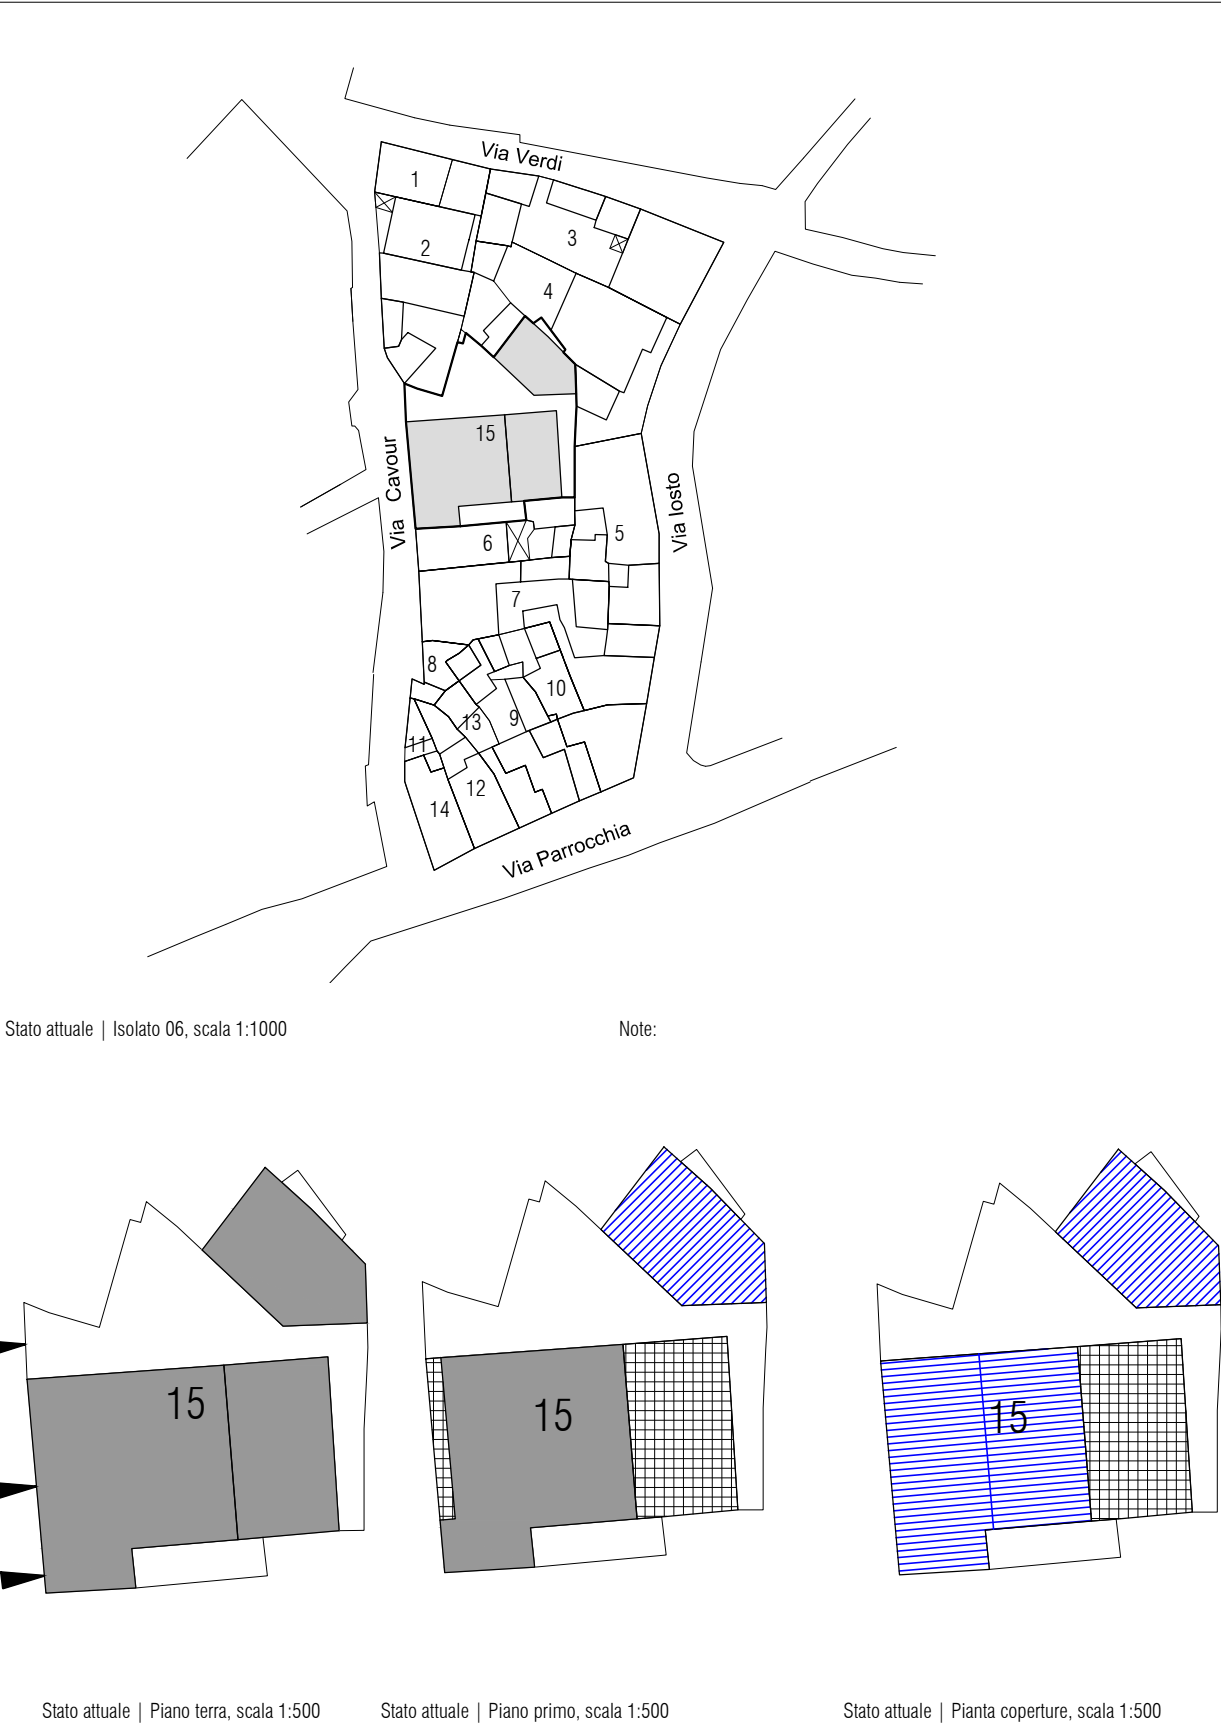 Via Verdi
1
2
3
4
15
Via Cavour
Via Iosto
5
6
7
8
10
9
13
11
12
14
Via Parrocchia
Stato attuale | Isolato 06, scala 1:1000
Note:
15
15
15
Stato attuale | Piano terra, scala 1:500
Stato attuale | Piano primo, scala 1:500
Stato attuale | Pianta coperture, scala 1:500